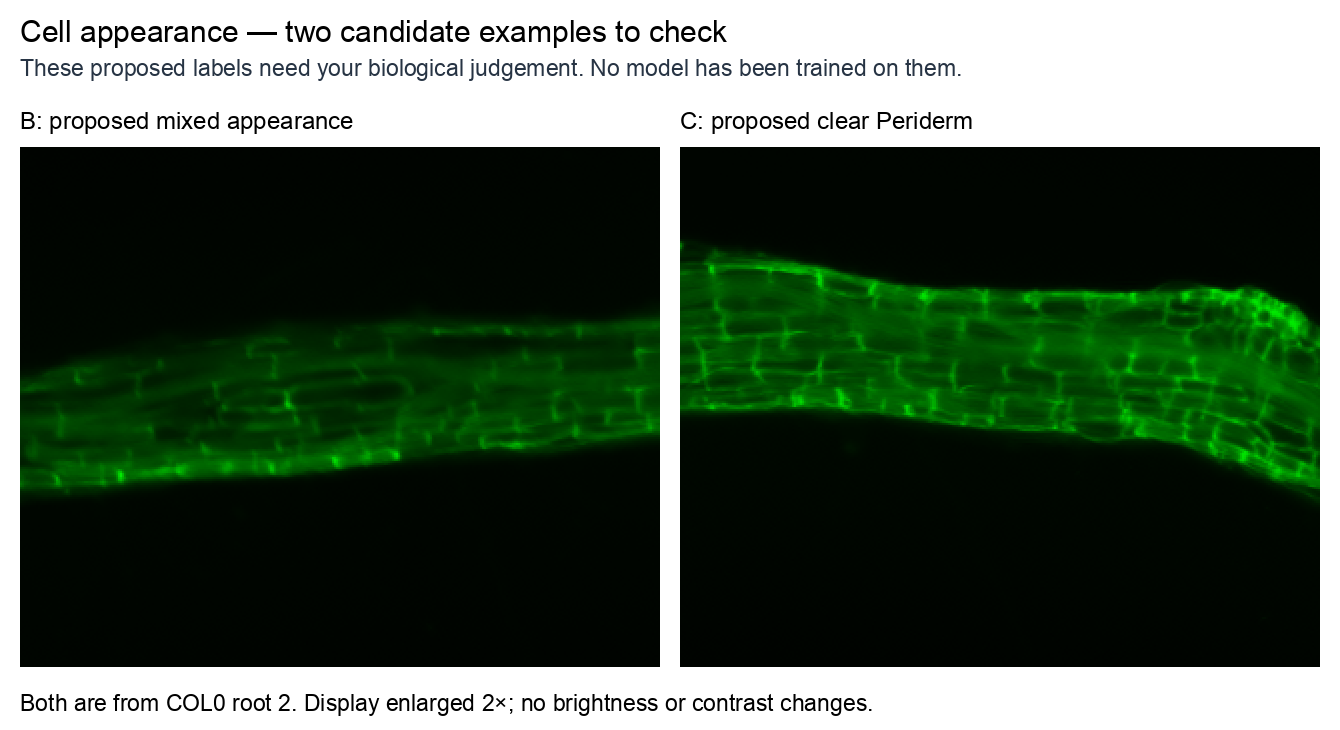 Cell appearance — two candidate examples to check
These proposed labels need your biological judgement. No model has been trained on them.
B: proposed mixed appearance
C: proposed clear Periderm
Both are from COL0 root 2. Display enlarged 2×; no brightness or contrast changes.